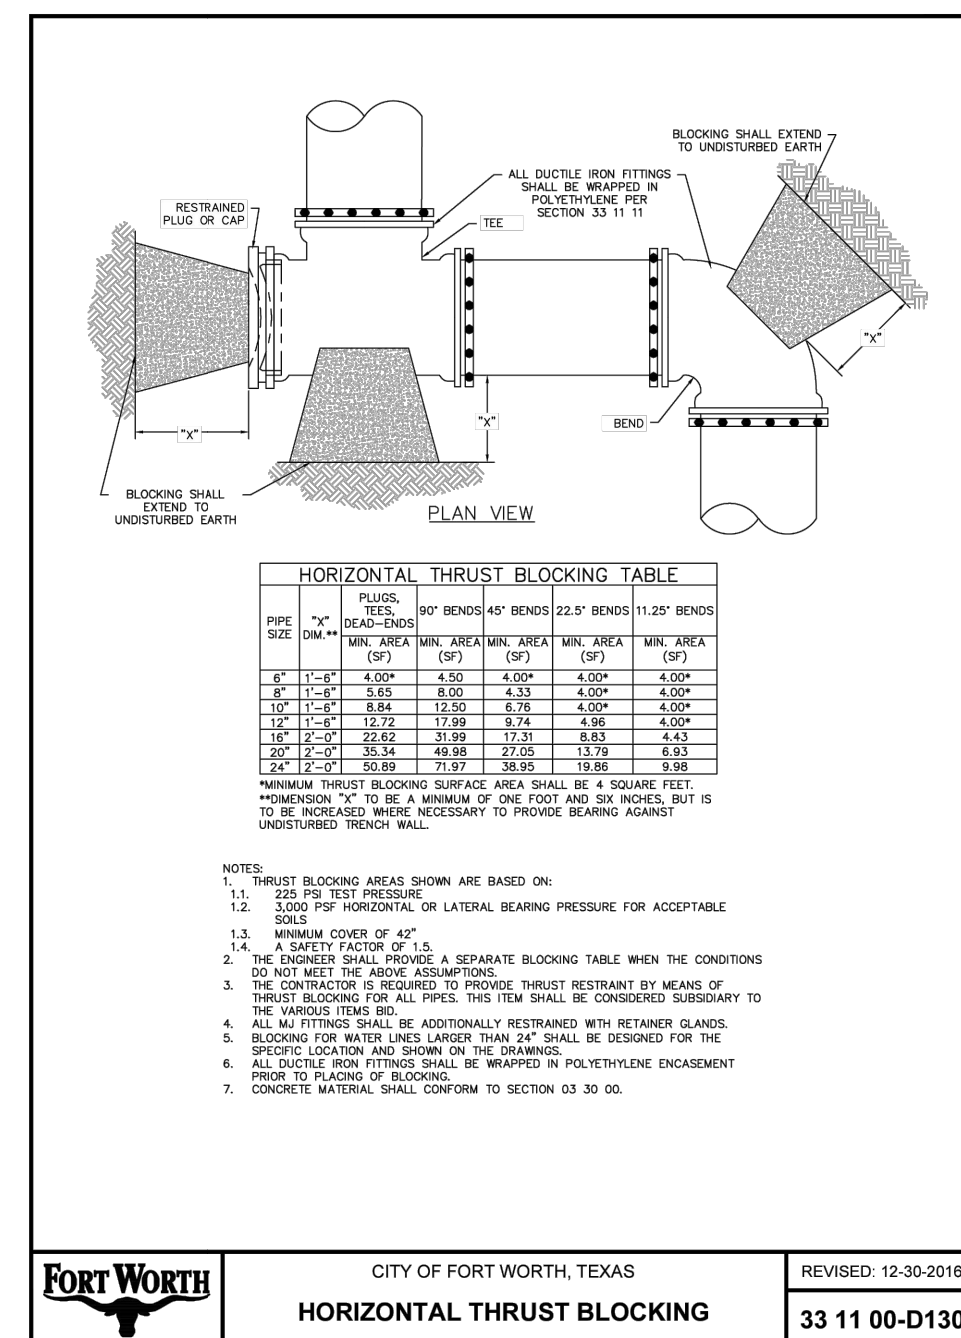 BLOCKING SHALL EXTEND
TO UNDISTURBED EARTH
ALL DUCTILE IRON FITTINGS
SHALL BE WRAPPED IN
POLYETHYLENE PER
SECTION 33 11 11
RESTRAINED
PLUG OR CAP
TEE
"X"
"X"
"X"
BEND
BLOCKING SHALL
EXTEND TO
UNDISTURBED EARTH
PLAN VIEW
HORIZONTAL THRUST BLOCKING TABLE
PIPE SIZE "X" DIM.** PLUGS, TEES, DEAD-ENDS 90° BENDS 45° BENDS 22.5° BENDS 11.25° BENDS
MIN. AREA (SF) MIN. AREA (SF) MIN. AREA (SF) MIN. AREA (SF) MIN. AREA (SF)
6" 1'-6" 4.00* 4.50 4.00* 4.00* 4.00*
8" 1'-6" 5.65 8.00 4.33 4.00* 4.00*
10" 1'-6" 8.84 12.50 6.76 4.00* 4.00*
12" 1'-6" 12.72 17.99 9.74 4.96 4.00*
16" 2'-0" 22.62 31.99 17.31 8.83 4.43
20" 2'-0" 35.34 49.98 27.05 13.79 6.93
24" 2'-0" 50.89 71.97 38.95 19.86 9.98
*MINIMUM THRUST BLOCKING SURFACE AREA SHALL BE 4 SQUARE FEET.
**DIMENSION "X" TO BE A MINIMUM OF ONE FOOT AND SIX INCHES, BUT IS
TO BE INCREASED WHERE NECESSARY TO PROVIDE BEARING AGAINST
UNDISTURBED TRENCH WALL.
NOTES:
1. THRUST BLOCKING AREAS SHOWN ARE BASED ON:
1.1. 225 PSI TEST PRESSURE
1.2. 3,000 PSF HORIZONTAL OR LATERAL BEARING PRESSURE FOR ACCEPTABLE
SOILS
1.3. MINIMUM COVER OF 42"
1.4. A SAFETY FACTOR OF 1.5.
2. THE ENGINEER SHALL PROVIDE A SEPARATE BLOCKING TABLE WHEN THE CONDITIONS
DO NOT MEET THE ABOVE ASSUMPTIONS.
3. THE CONTRACTOR IS REQUIRED TO PROVIDE THRUST RESTRAINT BY MEANS OF
THRUST BLOCKING FOR ALL PIPES. THIS ITEM SHALL BE CONSIDERED SUBSIDIARY TO
THE VARIOUS ITEMS BID.
4. ALL MJ FITTINGS SHALL BE ADDITIONALLY RESTRAINED WITH RETAINER GLANDS.
5. BLOCKING FOR WATER LINES LARGER THAN 24" SHALL BE DESIGNED FOR THE
SPECIFIC LOCATION AND SHOWN ON THE DRAWINGS.
6. ALL DUCTILE IRON FITTINGS SHALL BE WRAPPED IN POLYETHYLENE ENCASEMENT
PRIOR TO PLACING OF BLOCKING.
7. CONCRETE MATERIAL SHALL CONFORM TO SECTION 03 30 00.
FORT WORTH
CITY OF FORT WORTH, TEXAS
HORIZONTAL THRUST BLOCKING
REVISED: 12-30-2016
33 11 00-D130